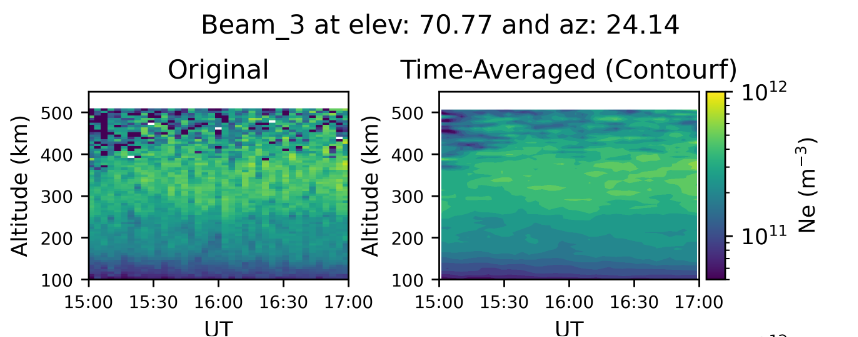 Beam_3 at elev: 70.77 and az: 24.14
Original
Time-Averaged (Contourf)
Altitude (km)
500
400
300
200
100
15:00 15:30 16:00 16:30 17:00
UT
Altitude (km)
500
400
300
200
100
15:00 15:30 16:00 16:30 17:00
UT
10¹²
10¹¹
Ne (m⁻³)